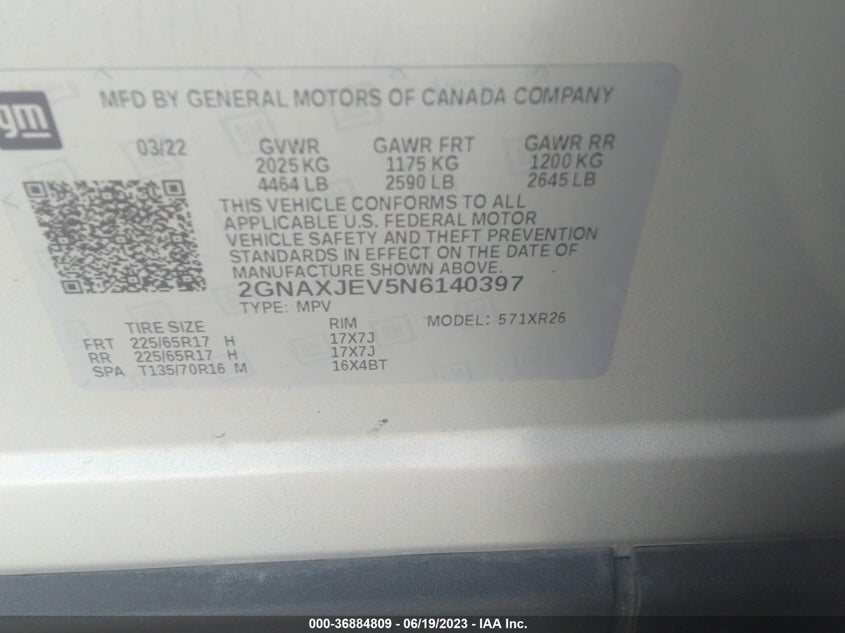 gm
MFD BY GENERAL MOTORS OF CANADA COMPANY
03/22 GVWR GAWR FRT GAWR RR
2025 KG 1175 KG 1200 KG
4464 LB 2590 LB 2645 LB
THIS VEHICLE CONFORMS TO ALL
APPLICABLE U.S. FEDERAL MOTOR
VEHICLE SAFETY AND THEFT PREVENTION
STANDARDS IN EFFECT ON THE DATE OF
MANUFACTURE SHOWN ABOVE.
2GNAXJEV5N6140397
TYPE: MPV
TIRE SIZE RIM MODEL: 571XR26
FRT 225/65R17 H 17X7J
RR 225/65R17 H 17X7J
SPA T135/70R16 M 16X4BT
000-36884809 - 06/19/2023 - IAA Inc.